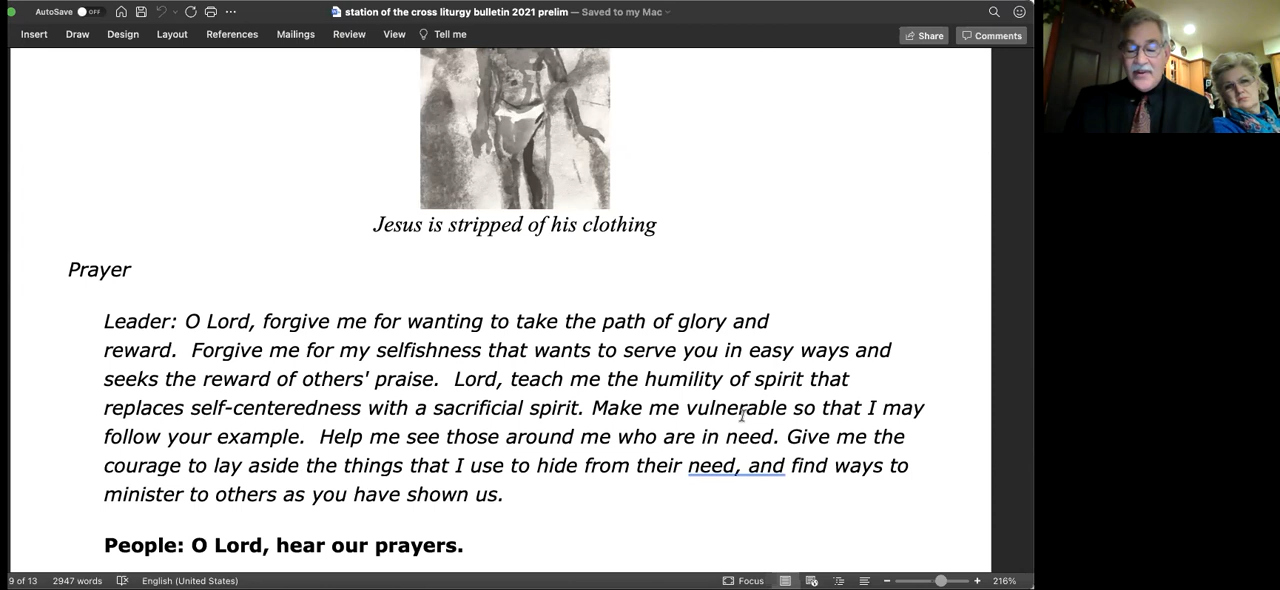 AutoSave OFF
station of the cross liturgy bulletin 2021 prelim — Saved to my Mac
Insert Draw Design Layout References Mailings Review View Tell me Share Comments
Jesus is stripped of his clothing
Prayer
Leader: O Lord, forgive me for wanting to take the path of glory and
reward. Forgive me for my selfishness that wants to serve you in easy ways and
seeks the reward of others' praise. Lord, teach me the humility of spirit that
replaces self-centeredness with a sacrificial spirit. Make me vulnerable so that I may
follow your example. Help me see those around me who are in need. Give me the
courage to lay aside the things that I use to hide from their need, and find ways to
minister to others as you have shown us.
People: O Lord, hear our prayers.
9 of 13 2947 words English (United States) Focus 216%